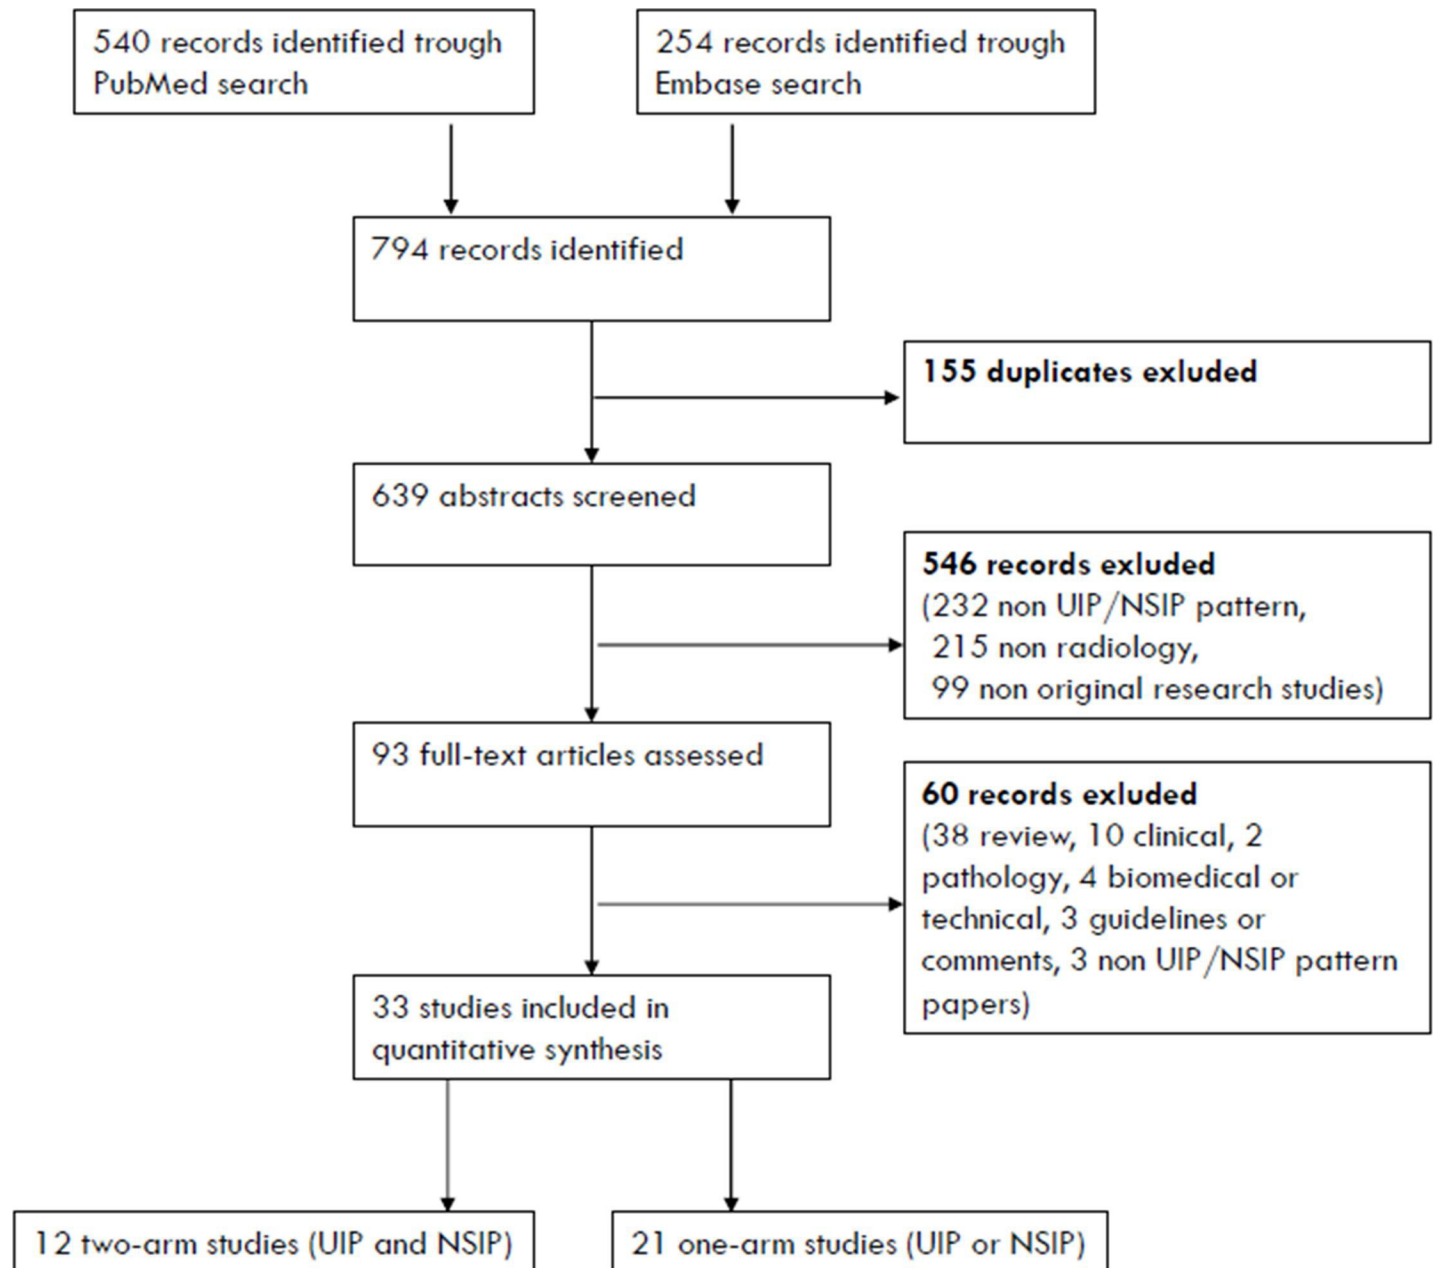 540 records identified trough
PubMed search
254 records identified trough
Embase search
794 records identified
155 duplicates exluded
639 abstracts screened
546 records exluded
(232 non UIP/NSIP pattern,
215 non radiology,
99 non original research studies)
93 full-text articles assessed
60 records exluded
(38 review, 10 clinical, 2
pathology, 4 biomedical or
technical, 3 guidelines or
comments, 3 non UIP/NSIP pattern
papers)
33 studies included in
quantitative synthesis
12 two-arm studies (UIP and NSIP)
21 one-arm studies (UIP or NSIP)